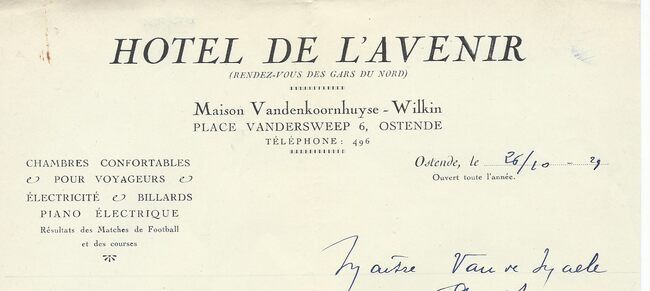 HOTEL DE L'AVENIR
(RENDEZ-VOUS DES GARS DU NORD)
Maison Vandenkoornhuyse - Wilkin
PLACE VANDERSWEEP 6, OSTENDE
TÉLÉPHONE : 496
CHAMBRES CONFORTABLES
POUR VOYAGEURS
ÉLECTRICITÉ & BILLARDS
PIANO ÉLECTRIQUE
Résultats des Matches de Football
et des courses
Ostende, le 26/10 - 29
Ouvert toute l'année.
Maître